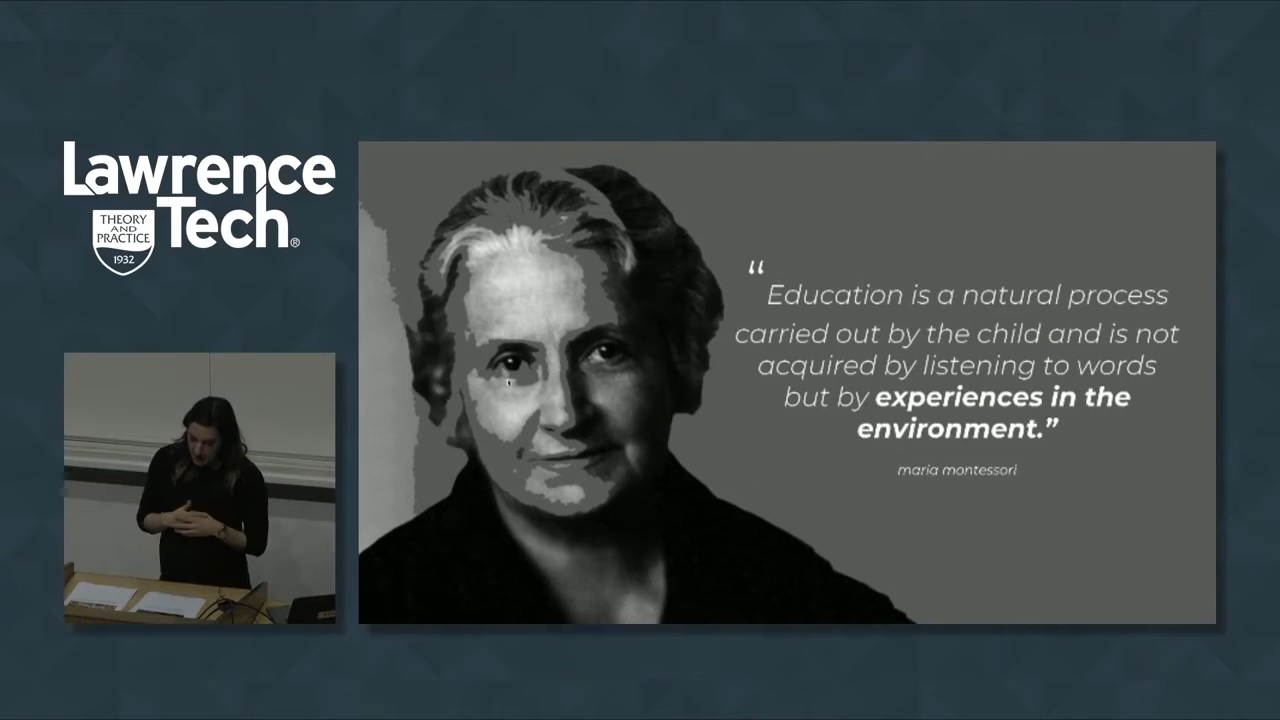 Lawrence
Tech®
THEORY
AND
PRACTICE
1932
“
Education is a natural process
carried out by the child and is not
acquired by listening to words
but by experiences in the
environment.”
maria montessori